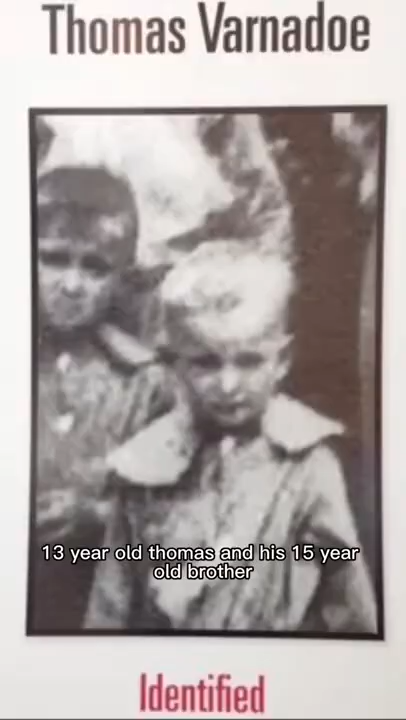 Thomas Varnadoe
13 year old thomas and his 15 year
old brother
Identified